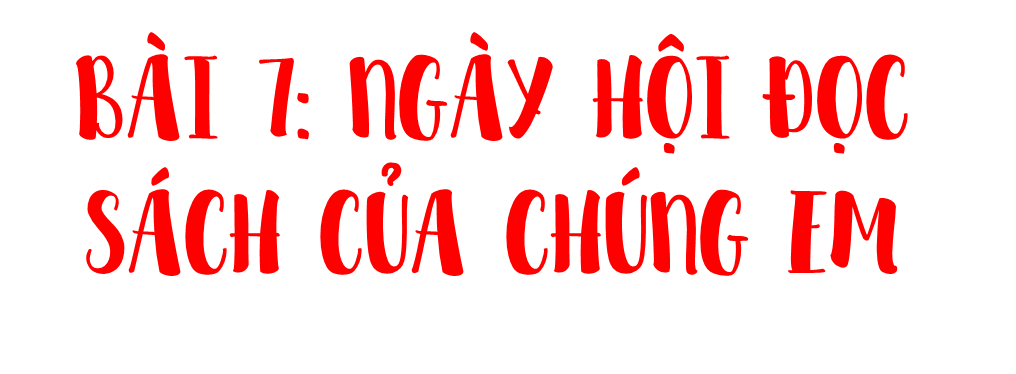 BÀI 7: NGÀY HỘI ĐỌC
SÁCH CỦA CHÚNG EM